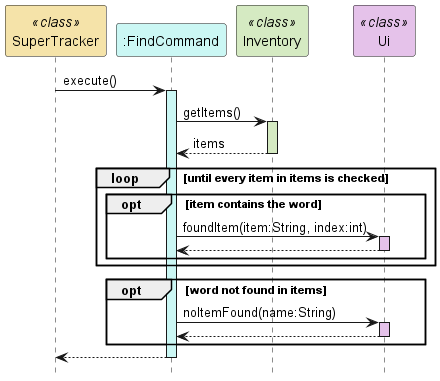 «class»
SuperTracker
:FindCommand
«class»
Inventory
«class»
Ui
execute()
getItems()
items
loop [until every item in items is checked]
opt [item contains the word]
foundItem(item:String, index:int)
opt [word not found in items]
noItemFound(name:String)